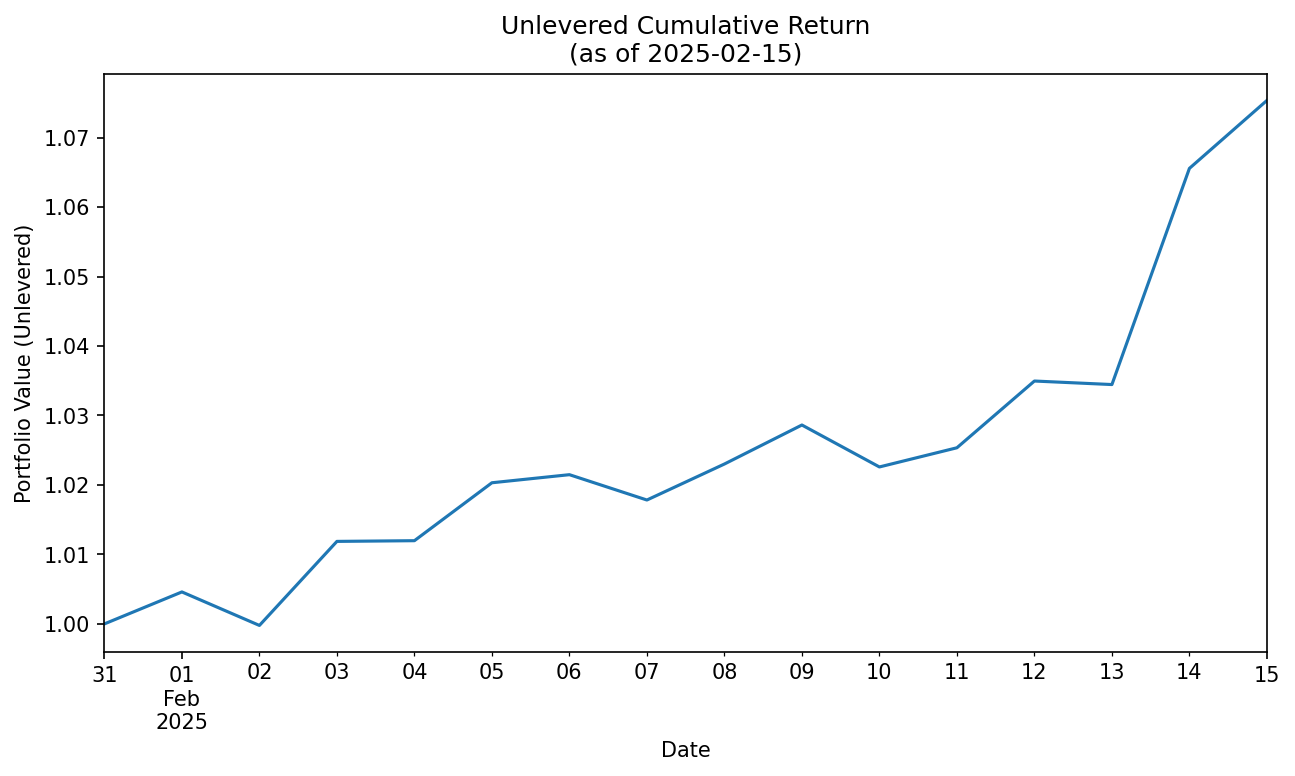 Unlevered Cumulative Return
(as of 2025-02-15)
Portfolio Value (Unlevered)
1.07
1.06
1.05
1.04
1.03
1.02
1.01
1.00
31 01 02 03 04 05 06 07 08 09 10 11 12 13 14 15
Feb
2025
Date